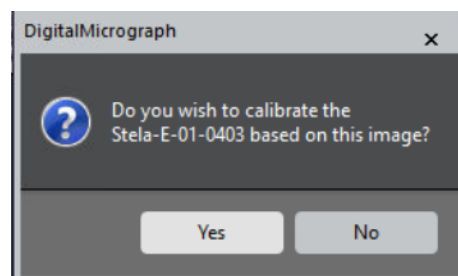 DigitalMicrograph
Do you wish to calibrate the
Stela-E-01-0403 based on this image?
Yes No